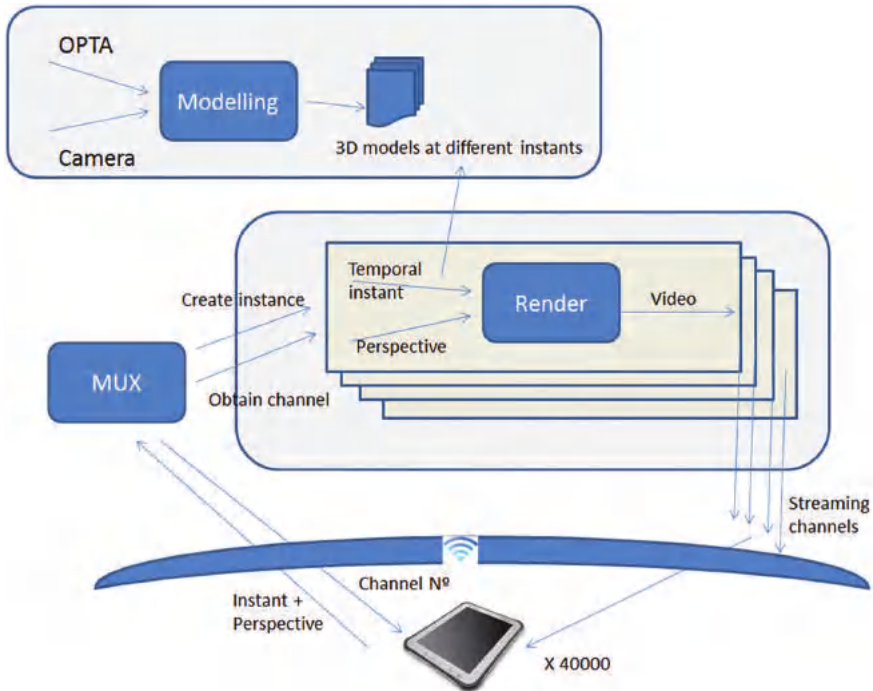 OPTA
Modelling
Camera
3D models at different instants
Create instance
Temporal
instant
Render
Video
Perspective
MUX
Obtain channel
Streaming
channels
Channel Nº
Instant +
Perspective
X 40000